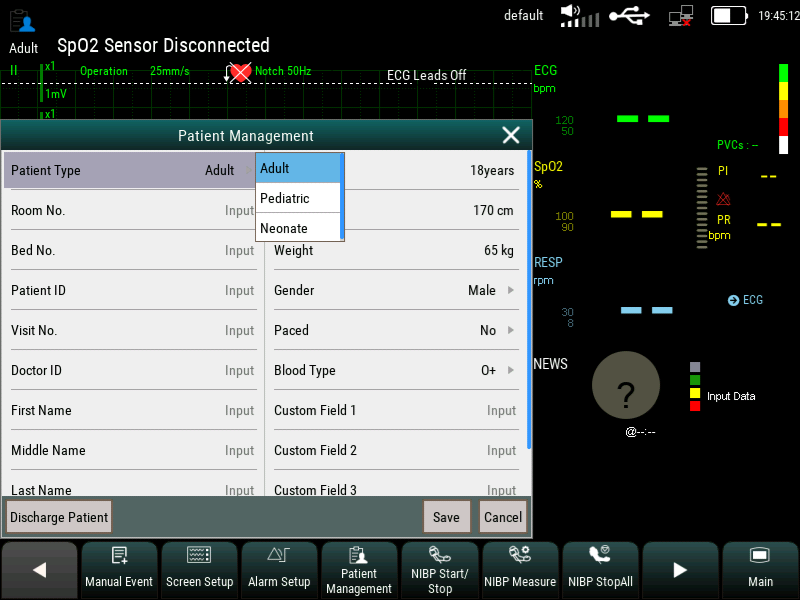 default
19:45:12
Adult
SpO2 Sensor Disconnected
II
x1
Operation
25mm/s
Notch 50Hz
ECG Leads Off
1mV
x1
ECG
bpm
120
50
PVCs : --
Patient Management
Patient Type
Adult
18years
Adult
Pediatric
Neonate
Room No.
Input
170 cm
Bed No.
Input
Weight
65 kg
Patient ID
Input
Gender
Male
Visit No.
Input
Paced
No
Doctor ID
Input
Blood Type
O+
First Name
Input
Custom Field 1
Input
Middle Name
Input
Custom Field 2
Input
Last Name
Input
Custom Field 3
Input
Discharge Patient
Save
Cancel
SpO2
%
100
90
PI
--
PR
bpm
--
RESP
rpm
30
8
ECG
NEWS
?
Input Data
@--:--
Manual Event
Screen Setup
Alarm Setup
Patient
Management
NIBP Start/
Stop
NIBP Measure
NIBP StopAll
Main